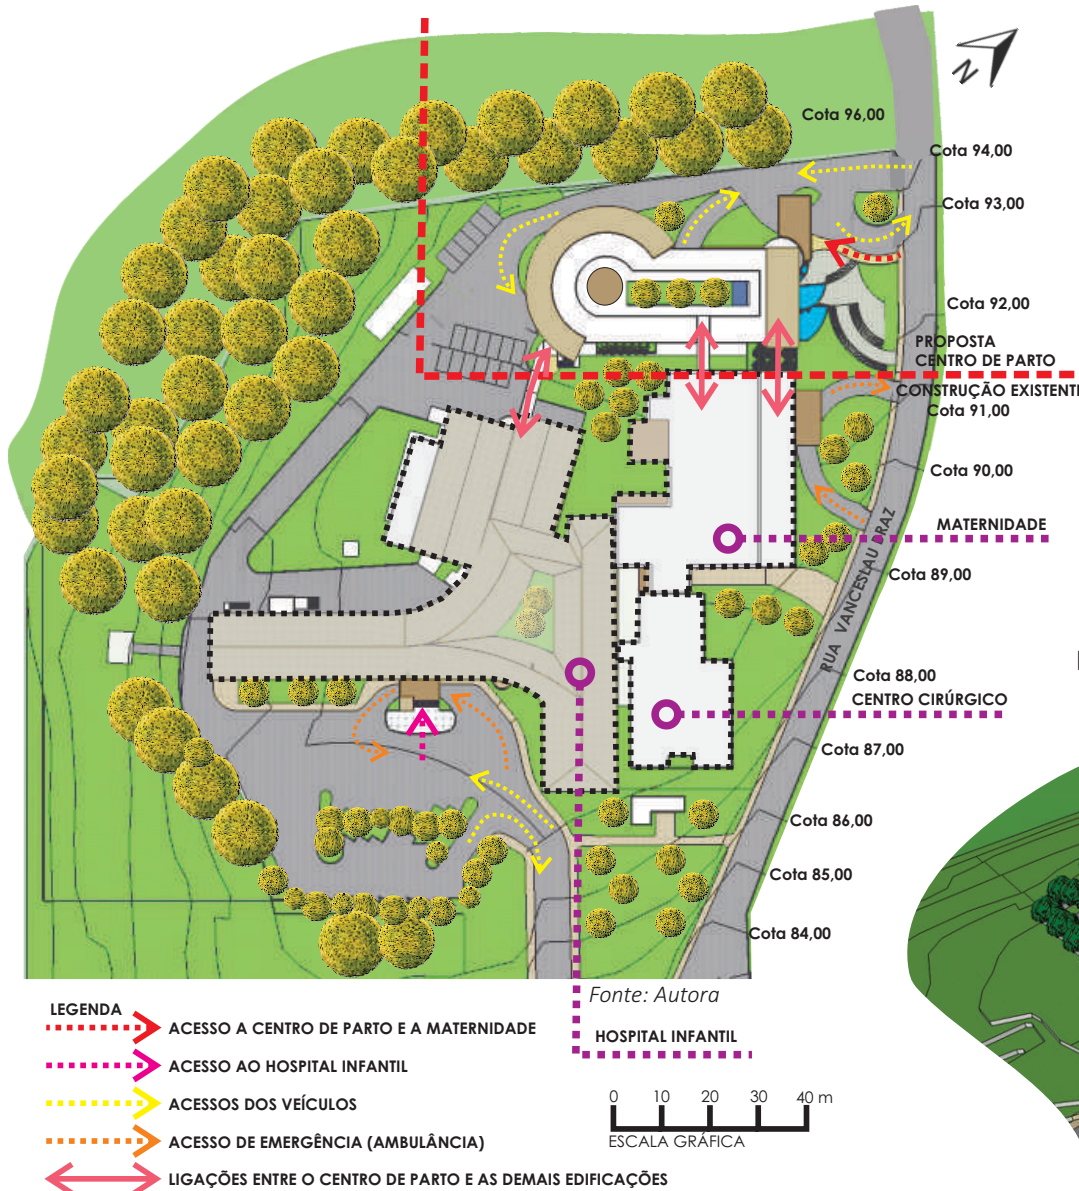 N
Cota 96,00
Cota 94,00
Cota 93,00
Cota 92,00
PROPOSTA
CENTRO DE PARTO
CONSTRUÇÃO EXISTENTE
Cota 91,00
Cota 90,00
MATERNIDADE
Cota 89,00
RUA VANCESLAU BRAZ
Cota 88,00
CENTRO CIRÚRGICO
Cota 87,00
Cota 86,00
Cota 85,00
Cota 84,00
Fonte: Autora
HOSPITAL INFANTIL
LEGENDA
ACESSO A CENTRO DE PARTO E A MATERNIDADE
ACESSO AO HOSPITAL INFANTIL
ACESSOS DOS VEÍCULOS
ACESSO DE EMERGÊNCIA (AMBULÂNCIA)
LIGAÇÕES ENTRE O CENTRO DE PARTO E AS DEMAIS EDIFICAÇÕES
0 10 20 30 40 m
ESCALA GRÁFICA